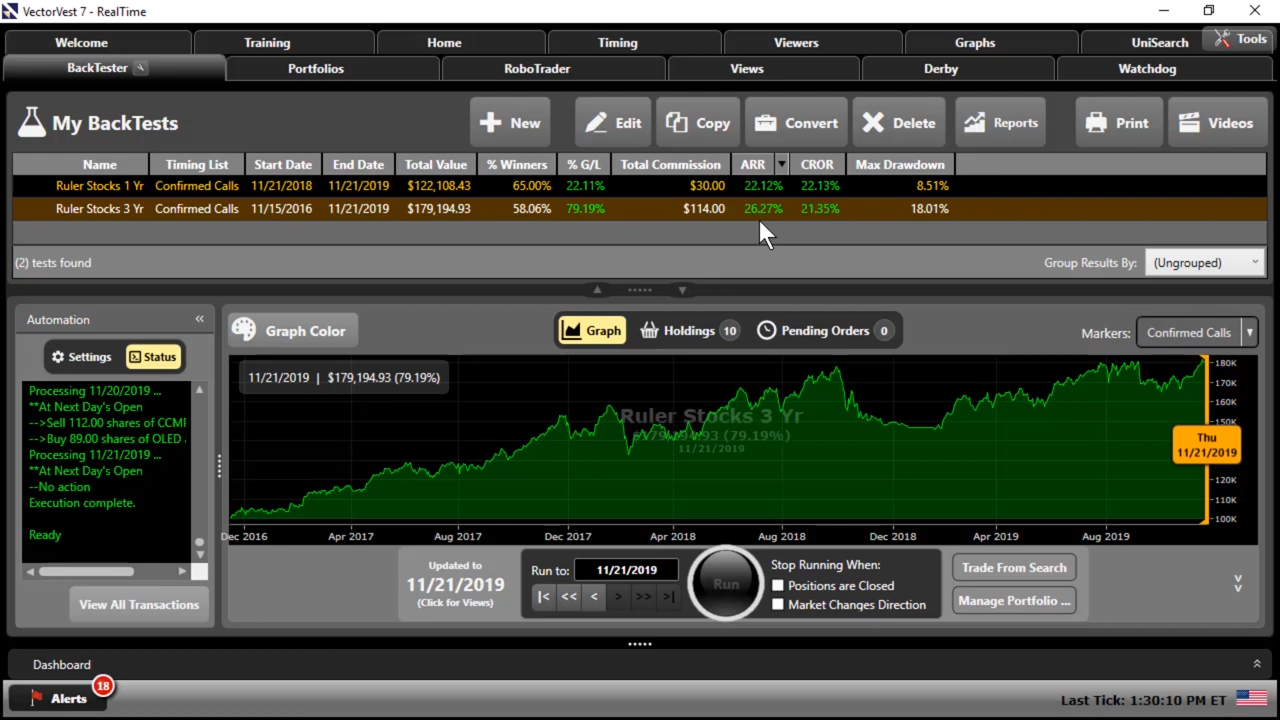 VectorVest 7 - RealTime
Welcome Training Home Timing Viewers Graphs UniSearch Tools
BackTester Portfolios RoboTrader Views Derby Watchdog
My BackTests New Edit Copy Convert Delete Reports Print Videos
Name Timing List Start Date End Date Total Value % Winners % G/L Total Commission ARR CROR Max Drawdown
Ruler Stocks 1 Yr Confirmed Calls 11/21/2018 11/21/2019 $122,108.43 65.00% 22.11% $30.00 22.12% 22.13% 8.51%
Ruler Stocks 3 Yr Confirmed Calls 11/15/2016 11/21/2019 $179,194.93 58.06% 79.19% $114.00 26.27% 21.35% 18.01%
(2) tests found Group Results By: (Ungrouped)
Automation «
Graph Color Graph Holdings 10 Pending Orders 0 Markers: Confirmed Calls
Settings Status
Processing 11/20/2019 ...
**At Next Day's Open
-->Sell 112.00 shares of CCMP
-->Buy 89.00 shares of OLED
Processing 11/21/2019 ...
**At Next Day's Open
--No action
Execution complete.
Ready
View All Transactions
11/21/2019 | $179,194.93 (79.19%)
Ruler Stocks 3 Yr
$179,194.93 (79.19%)
11/21/2019
180K
170K
160K
150K
Thu
11/21/2019
120K
110K
100K
Dec 2016 Apr 2017 Aug 2017 Dec 2017 Apr 2018 Aug 2018 Dec 2018 Apr 2019 Aug 2019
Updated to
11/21/2019
(Click for Views)
Run to: 11/21/2019
|< << < > >> >|
Run
Stop Running When:
Positions are Closed
Market Changes Direction
Trade From Search
Manage Portfolio ...
Dashboard
Alerts 18 Last Tick: 1:30:10 PM ET